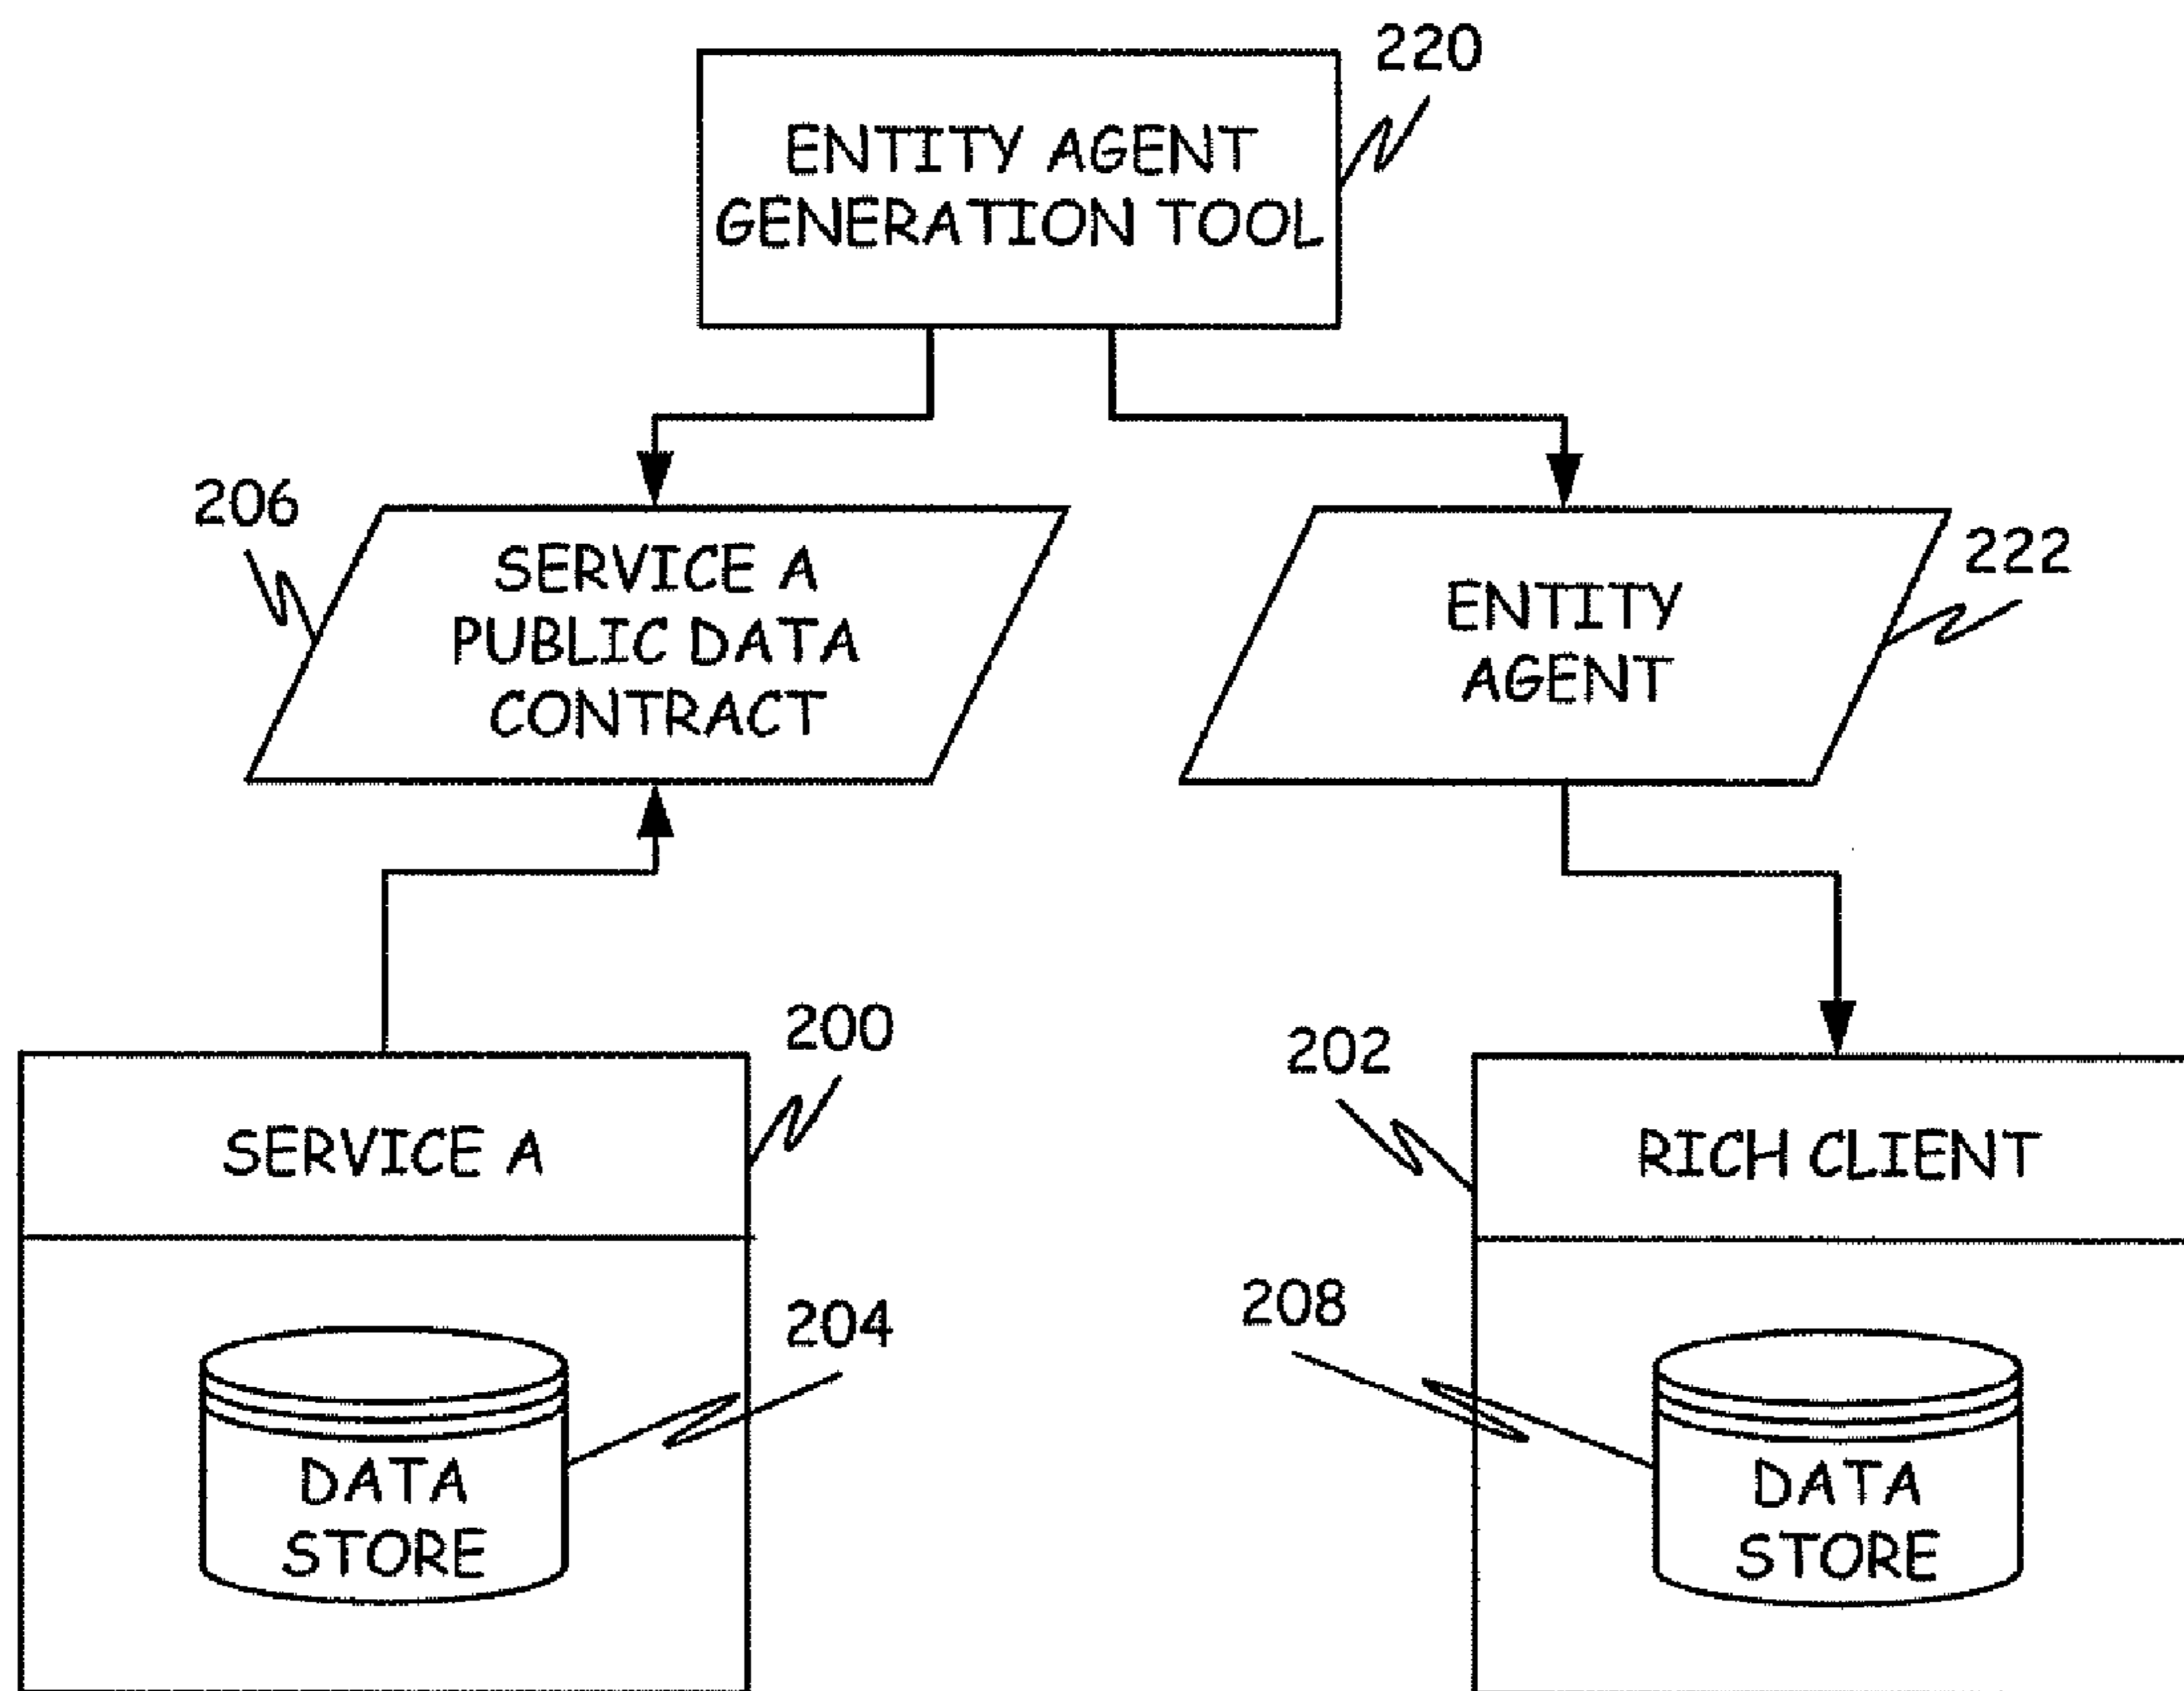 220
ENTITY AGENT
GENERATION TOOL
206
SERVICE A
PUBLIC DATA
CONTRACT
222
ENTITY
AGENT
200
SERVICE A
202
RICH CLIENT
204
DATA
STORE
208
DATA
STORE